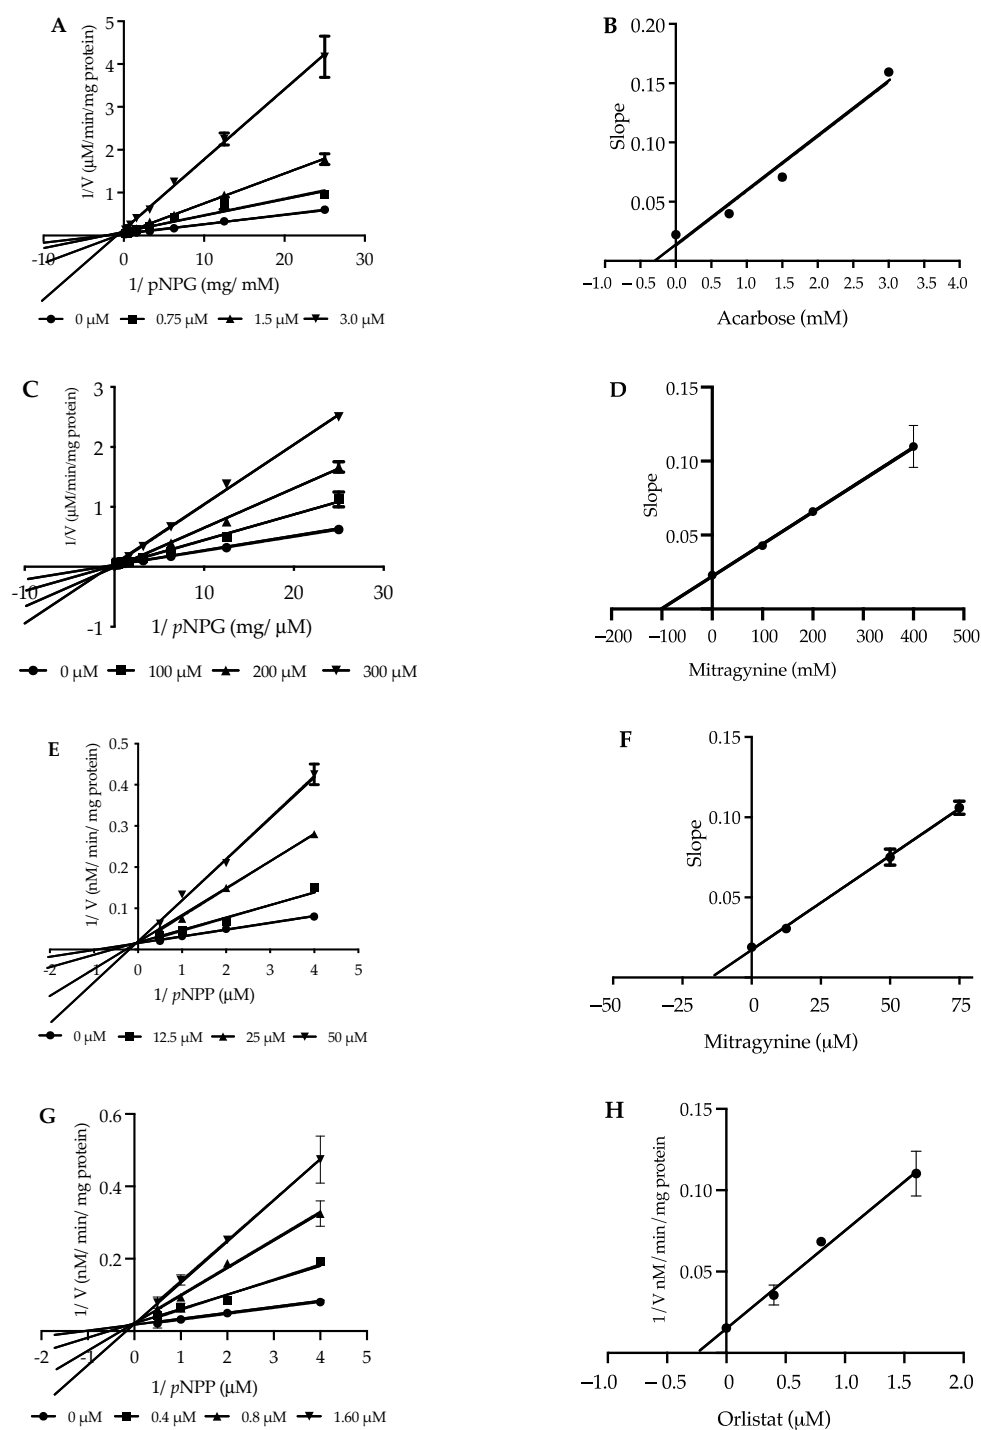 A
1/V (µM/min/mg protein)
5
4
3
2
1
-10 0 10 20 30
1/ pNPG (mg/ mM)
0 µM 0.75 µM 1.5 µM 3.0 µM
B
Slope
0.20
0.15
0.10
0.05
−1.0 −0.5 0.0 0.5 1.0 1.5 2.0 2.5 3.0 3.5 4.0
Acarbose (mM)
C
1/V (µM/min/mg protein)
3
2
1
-10 10 20 30
-1
1/ pNPG (mg/ µM)
0 µM 100 µM 200 µM 300 µM
D
Slope
0.15
0.10
0.05
−200 −100 0 100 200 300 400 500
Mitragynine (mM)
E
1/ V (nM/ min/ mg protein)
0.5
0.4
0.3
0.2
0.1
-2 -1 0 1 2 3 4 5
1/ pNPP (µM)
0 µM 12.5 µM 25 µM 50 µM
F
Slope
0.15
0.10
0.05
−50 −25 0 25 50 75
Mitragynine (µM)
G
1/ V (nM/ min/ mg protein)
0.6
0.4
0.2
-2 -1 0 1 2 3 4 5
1/ pNPP (µM)
0 µM 0.4 µM 0.8 µM 1.60 µM
H
1/V nM/min/mg protein
0.15
0.10
0.05
−1.0 −0.5 0 0.5 1.0 1.5 2.0
Orlistat (µM)